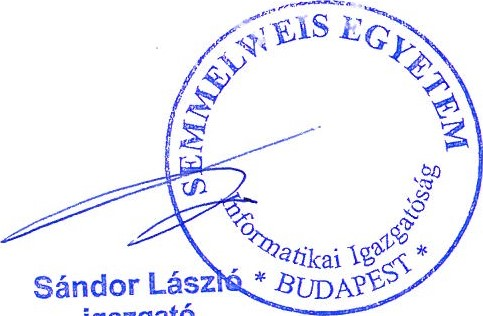 SEMMELWEIS EGYETEM
Informatikai Igazgatóság
* BUDAPEST *
Sándor László
igazgató